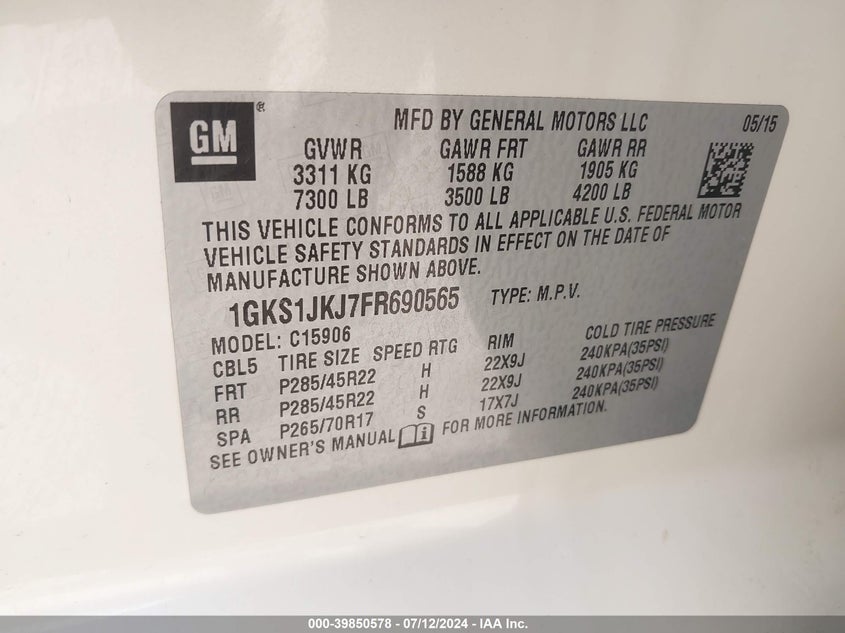 GM ®
MFD BY GENERAL MOTORS LLC 05/15
GVWR GAWR FRT GAWR RR
3311 KG 1588 KG 1905 KG
7300 LB 3500 LB 4200 LB
THIS VEHICLE CONFORMS TO ALL APPLICABLE U.S. FEDERAL MOTOR
VEHICLE SAFETY STANDARDS IN EFFECT ON THE DATE OF
MANUFACTURE SHOWN ABOVE.
1GKS1JKJ7FR690565 TYPE: M.P.V.
MODEL: C15906
CBL5 TIRE SIZE SPEED RTG RIM COLD TIRE PRESSURE
FRT P285/45R22 H 22X9J 240KPA(35PSI)
RR P285/45R22 H 22X9J 240KPA(35PSI)
SPA P265/70R17 S 17X7J 240KPA(35PSI)
SEE OWNER'S MANUAL FOR MORE INFORMATION.
000-39850578 - 07/12/2024 - IAA Inc.